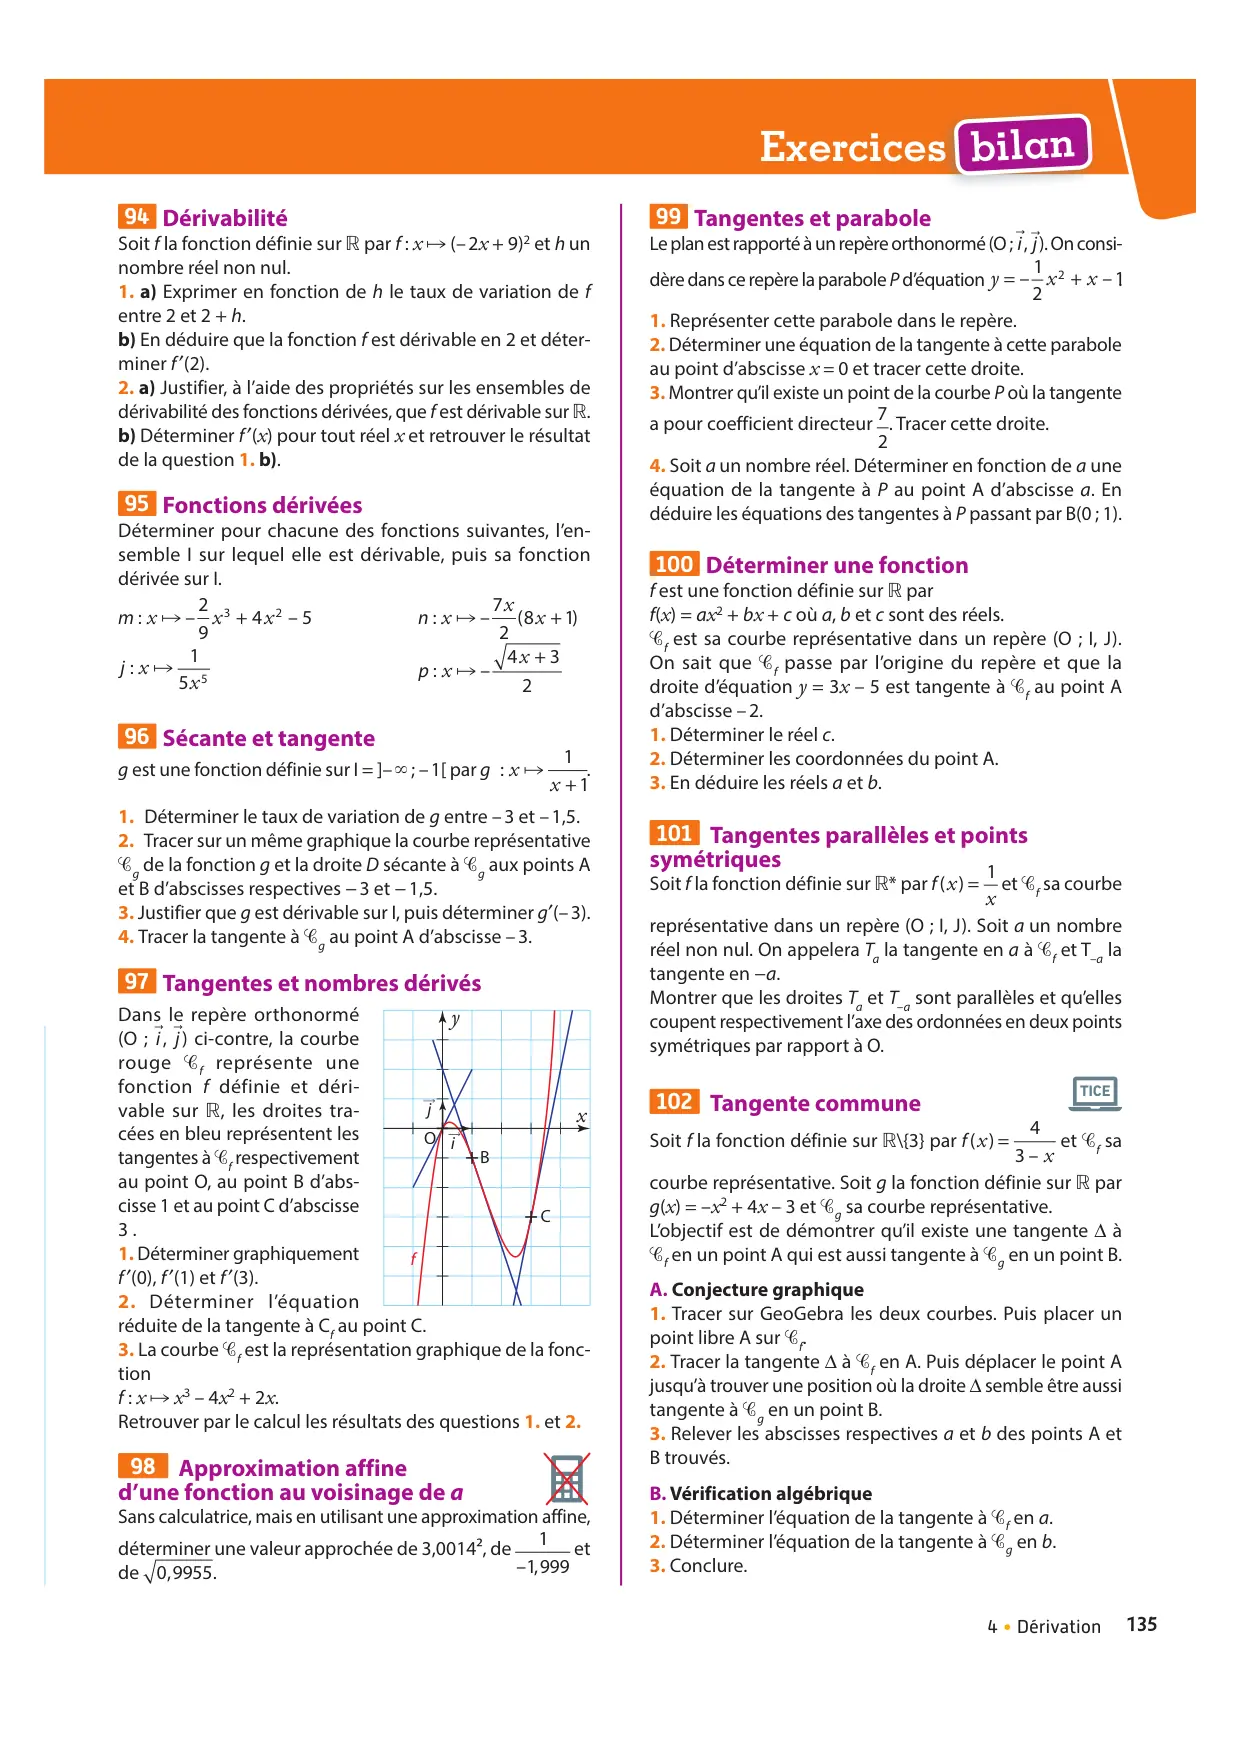 Exercices bilan
94 Dérivabilité
Soit f la fonction définie sur ℝ par f : x ↦ (– 2x + 9)² et h un
nombre réel non nul.
1. a) Exprimer en fonction de h le taux de variation de f
entre 2 et 2 + h.
b) En déduire que la fonction f est dérivable en 2 et déter-
miner f ′(2).
2. a) Justifier, à l’aide des propriétés sur les ensembles de
dérivabilité des fonctions dérivées, que f est dérivable sur ℝ.
b) Déterminer f ′(x) pour tout réel x et retrouver le résultat
de la question 1. b).
95 Fonctions dérivées
Déterminer pour chacune des fonctions suivantes, l’en-
semble I sur lequel elle est dérivable, puis sa fonction
dérivée sur I.
m : x ↦ –2/9 x³ + 4x² – 5 n : x ↦ –7x/2 (8x + 1)
j : x ↦ 1/5x⁵ p : x ↦ –√(4x + 3)/2
96 Sécante et tangente
g est une fonction définie sur I = ]– ∞ ; – 1[ par g : x ↦ 1/(x + 1).
1. Déterminer le taux de variation de g entre – 3 et – 1,5.
2. Tracer sur un même graphique la courbe représentative
𝒞g de la fonction g et la droite D sécante à 𝒞g aux points A
et B d’abscisses respectives – 3 et – 1,5.
3. Justifier que g est dérivable sur I, puis déterminer g′(– 3).
4. Tracer la tangente à 𝒞g au point A d’abscisse – 3.
97 Tangentes et nombres dérivés
Dans le repère orthonormé
(O ; i⃗, j⃗) ci-contre, la courbe
rouge 𝒞f représente une
fonction f définie et déri-
vable sur ℝ, les droites tra-
cées en bleu représentent les
tangentes à 𝒞f respectivement
au point O, au point B d’abs-
cisse 1 et au point C d’abscisse
3 .
1. Déterminer graphiquement
f ′(0), f ′(1) et f ′(3).
2. Déterminer l’équation
réduite de la tangente à Cf au point C.
y
j⃗
x
O
i⃗
B
C
f
3. La courbe 𝒞f est la représentation graphique de la fonc-
tion
f : x ↦ x³ – 4x² + 2x.
Retrouver par le calcul les résultats des questions 1. et 2.
98 Approximation affine
d’une fonction au voisinage de a
Sans calculatrice, mais en utilisant une approximation affine,
déterminer une valeur approchée de 3,0014², de 1/–1,999 et
de √0,9955.
99 Tangentes et parabole
Le plan est rapporté à un repère orthonormé (O ; i⃗, j⃗). On consi-
dère dans ce repère la parabole P d’équation y = –1/2 x² + x – 1
1. Représenter cette parabole dans le repère.
2. Déterminer une équation de la tangente à cette parabole
au point d’abscisse x = 0 et tracer cette droite.
3. Montrer qu’il existe un point de la courbe P où la tangente
a pour coefficient directeur 7/2. Tracer cette droite.
4. Soit a un nombre réel. Déterminer en fonction de a une
équation de la tangente à P au point A d’abscisse a. En
déduire les équations des tangentes à P passant par B(0 ; 1).
100 Déterminer une fonction
f est une fonction définie sur ℝ par
f(x) = ax² + bx + c où a, b et c sont des réels.
𝒞f est sa courbe représentative dans un repère (O ; I, J).
On sait que 𝒞f passe par l’origine du repère et que la
droite d’équation y = 3x – 5 est tangente à 𝒞f au point A
d’abscisse – 2.
1. Déterminer le réel c.
2. Déterminer les coordonnées du point A.
3. En déduire les réels a et b.
101 Tangentes parallèles et points
symétriques
Soit f la fonction définie sur ℝ* par f (x) = 1/x et 𝒞f sa courbe
représentative dans un repère (O ; I, J). Soit a un nombre
réel non nul. On appelera Ta la tangente en a à 𝒞f et T–a la
tangente en –a.
Montrer que les droites Ta et T–a sont parallèles et qu’elles
coupent respectivement l’axe des ordonnées en deux points
symétriques par rapport à O.
102 Tangente commune
TICE
Soit f la fonction définie sur ℝ\{3} par f (x) = 4/(3 – x) et 𝒞f sa
courbe représentative. Soit g la fonction définie sur ℝ par
g(x) = –x² + 4x – 3 et 𝒞g sa courbe représentative.
L’objectif est de démontrer qu’il existe une tangente Δ à
𝒞f en un point A qui est aussi tangente à 𝒞g en un point B.
A. Conjecture graphique
1. Tracer sur GeoGebra les deux courbes. Puis placer un
point libre A sur 𝒞f.
2. Tracer la tangente Δ à 𝒞f en A. Puis déplacer le point A
jusqu’à trouver une position où la droite Δ semble être aussi
tangente à 𝒞g en un point B.
3. Relever les abscisses respectives a et b des points A et
B trouvés.
B. Vérification algébrique
1. Déterminer l’équation de la tangente à 𝒞f en a.
2. Déterminer l’équation de la tangente à 𝒞g en b.
3. Conclure.
4 • Dérivation 135